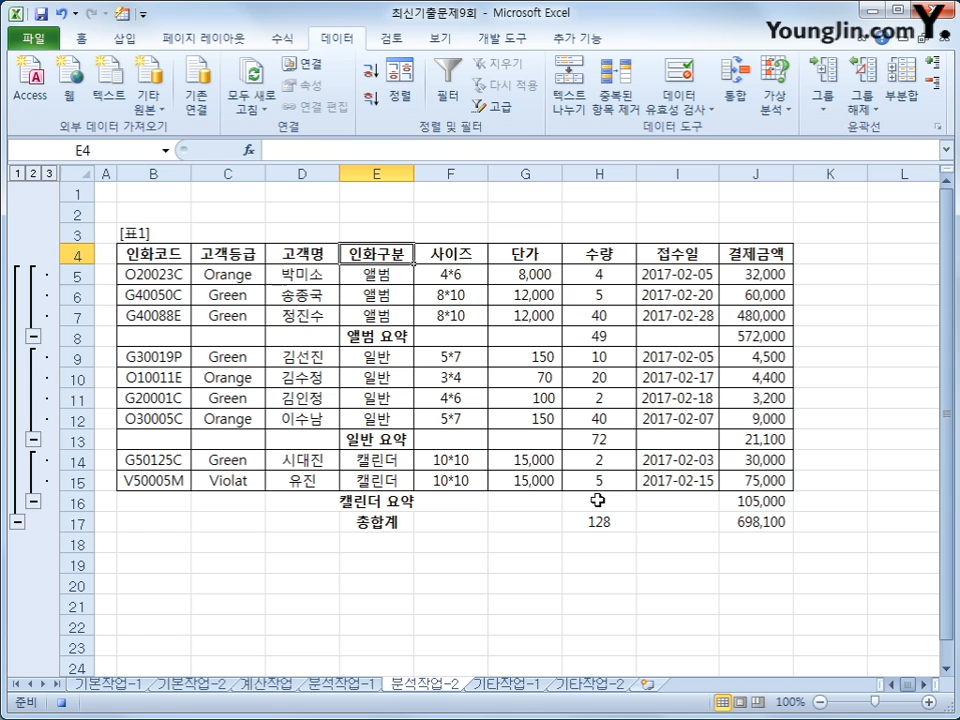 최신기출문제9회 - Microsoft Excel
YoungJin.com Y.
파일 홈 삽입 페이지 레이아웃 수식 데이터 검토 보기 개발 도구 추가 기능
Access 웹 텍스트 기타 원본 기존 연결 모두 새로 고침 연결 속성 연결 편집 정렬 필터 지우기 다시 적용 고급 텍스트 나누기 중복된 항목 제거 데이터 유효성 검사 통합 가상 분석 그룹 그룹 해제 부분합
외부 데이터 가져오기 연결 정렬 및 필터 데이터 도구 윤곽선
E4 fx
1 2 3 A B C D E F G H I J K L
1
2
3 [표1]
4 인화코드 고객등급 고객명 인화구분 사이즈 단가 수량 접수일 결제금액
5 O20023C Orange 박미소 앨범 4*6 8,000 4 2017-02-05 32,000
6 G40050C Green 송종국 앨범 8*10 12,000 5 2017-02-20 60,000
7 G40088E Green 정진수 앨범 8*10 12,000 40 2017-02-28 480,000
8 앨범 요약 49 572,000
9 G30019P Green 김선진 일반 5*7 150 10 2017-02-05 4,500
10 O10011E Orange 김수정 일반 3*4 70 20 2017-02-17 4,400
11 G20001C Green 김인정 일반 4*6 100 2 2017-02-18 3,200
12 O30005C Orange 이수남 일반 5*7 150 40 2017-02-07 9,000
13 일반 요약 72 21,100
14 G50125C Green 시대진 캘린더 10*10 15,000 2 2017-02-03 30,000
15 V50005M Violat 유진 캘린더 10*10 15,000 5 2017-02-15 75,000
16 캘린더 요약 105,000
17 총합계 128 698,100
18
19
20
21
22
23
24
기본작업-1 기본작업-2 계산작업 분석작업-1 분석작업-2 기타작업-1 기타작업-2
준비 100%